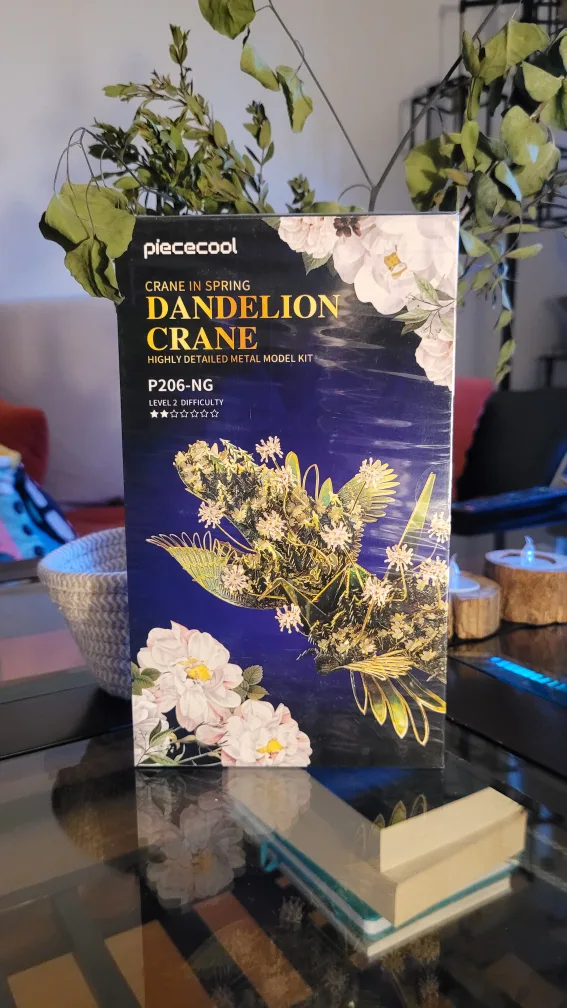 piececool
CRANE IN SPRING
DANDELION
CRANE
HIGHLY DETAILED METAL MODEL KIT
P206-NG
LEVEL 2 DIFFICULTY